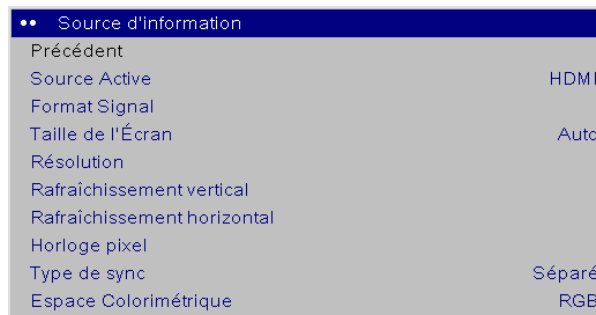 •• Source d'information
Précédent
Source Active HDMI
Format Signal
Taille de l'Écran Auto
Résolution
Rafraîchissement vertical
Rafraîchissement horizontal
Horloge pixel
Type de sync Séparé
Espace Colorimétrique RGB